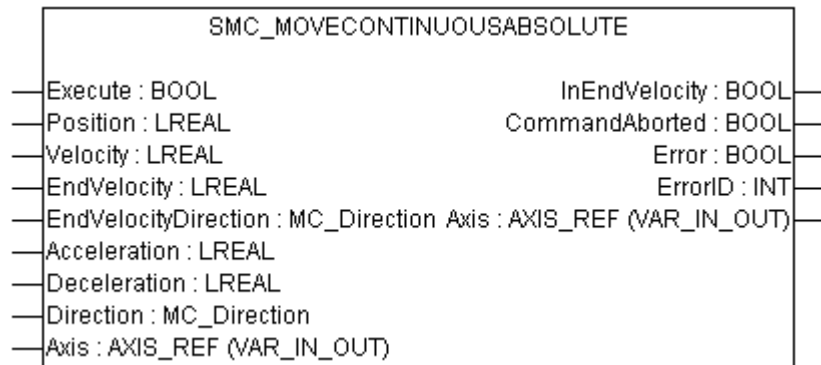 SMC_MOVECONTINUOUSABSOLUTE
Execute : BOOL InEndVelocity : BOOL
Position : LREAL CommandAborted : BOOL
Velocity : LREAL Error : BOOL
EndVelocity : LREAL ErrorID : INT
EndVelocityDirection : MC_Direction Axis : AXIS_REF (VAR_IN_OUT)
Acceleration : LREAL
Deceleration : LREAL
Direction : MC_Direction
Axis : AXIS_REF (VAR_IN_OUT)